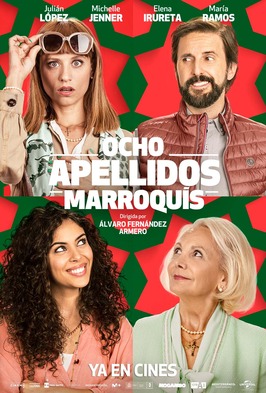 Julián
LÓPEZ
Michelle
JENNER
Elena
IRURETA
María
RAMOS
OCHO
APELLIDOS
MARROQUÍS
Dirigida por
ÁLVARO FERNÁNDEZ
ARMERO
YA EN CINES